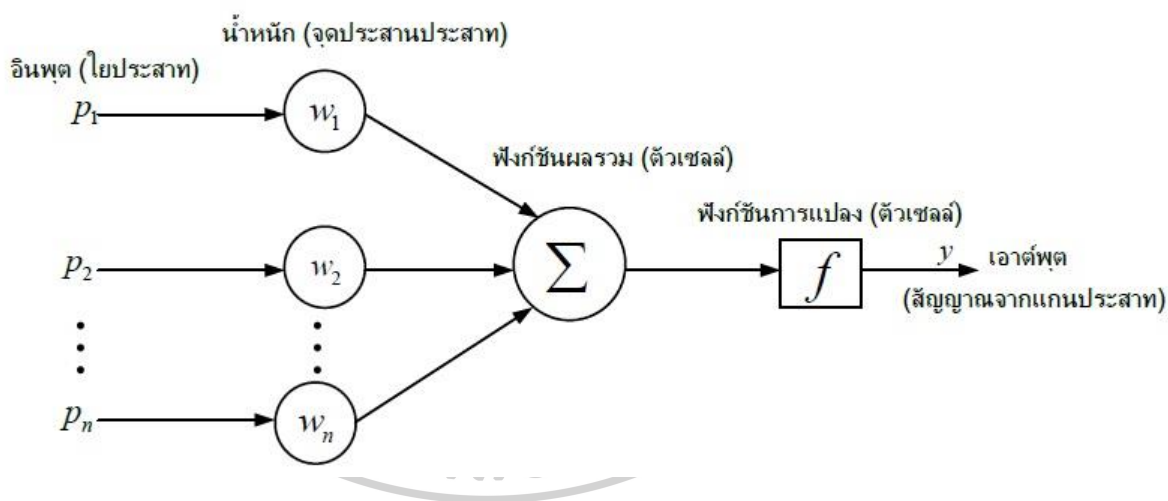 น้ำหนัก (จุดประสานประสาท)
อินพุต (ใยประสาท)
p₁
w₁
ฟังก์ชันผลรวม (ตัวเซลล์)
ฟังก์ชันการแปลง (ตัวเซลล์)
p₂
w₂
∑
f
y
เอาต์พุต
(สัญญาณจากแกนประสาท)
pₙ
wₙ